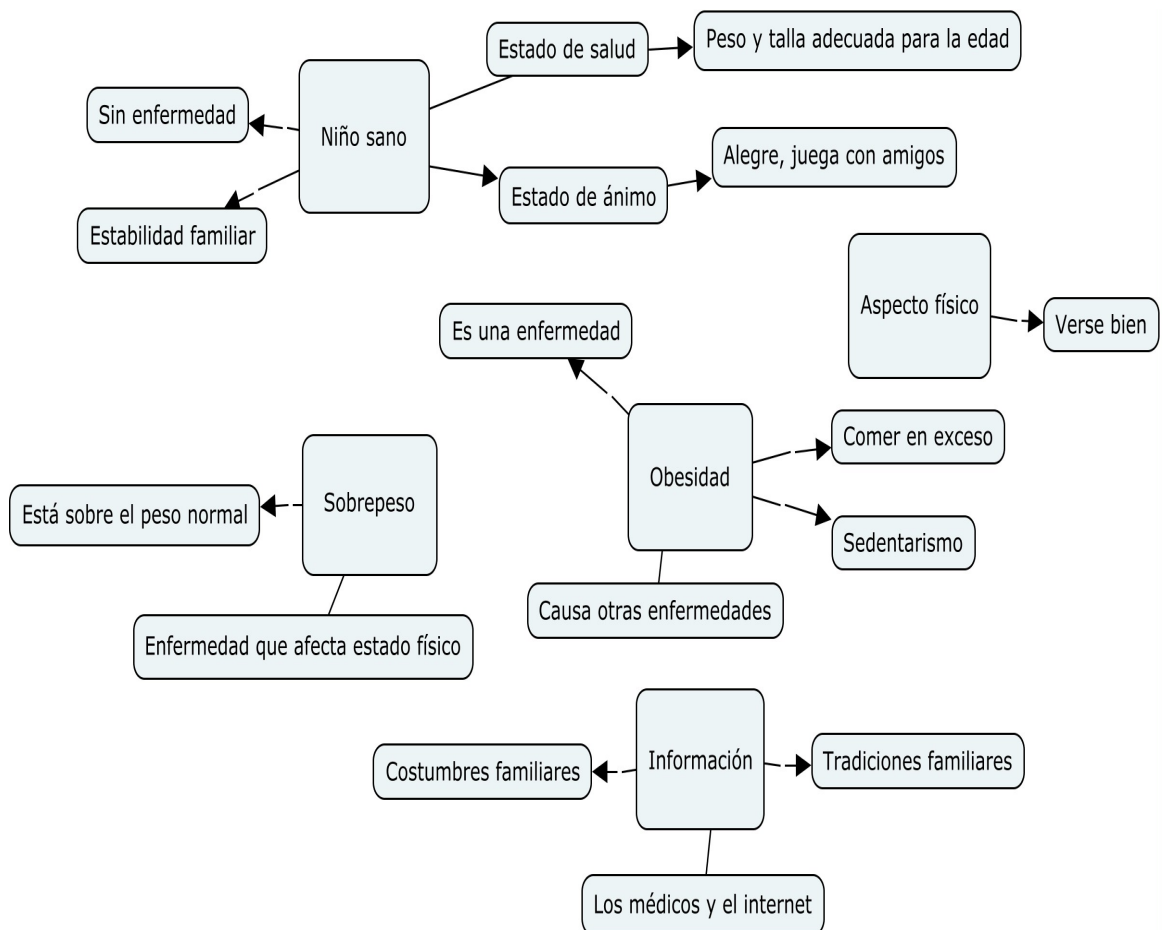 Estado de salud
Peso y talla adecuada para la edad
Sin enfermedad
Niño sano
Alegre, juega con amigos
Estado de ánimo
Estabilidad familiar
Aspecto físico
Verse bien
Es una enfermedad
Comer en exceso
Obesidad
Sobrepeso
Está sobre el peso normal
Sedentarismo
Causa otras enfermedades
Enfermedad que afecta estado físico
Información
Costumbres familiares
Tradiciones familiares
Los médicos y el internet